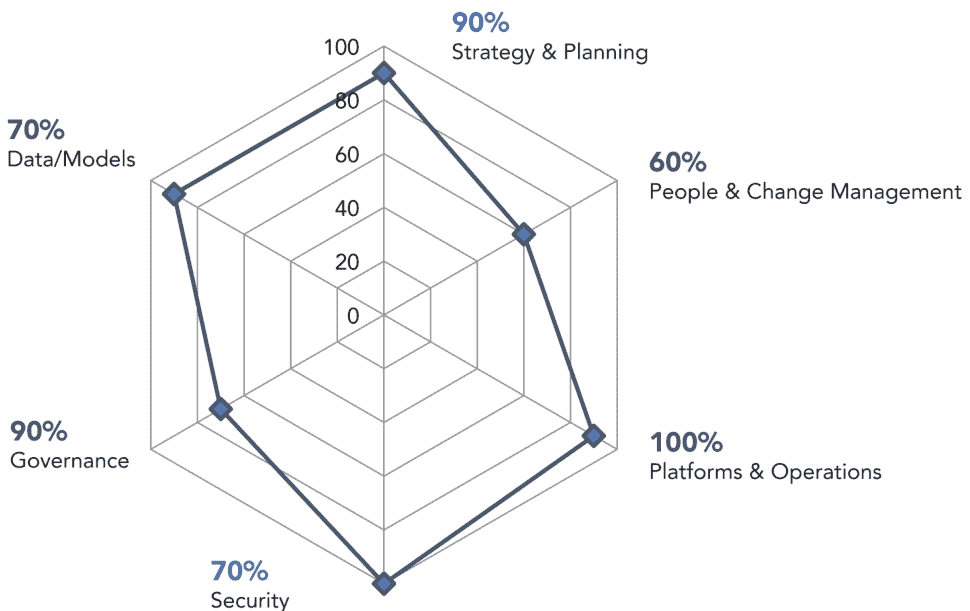 90%
Strategy & Planning
100
80
60
40
20
0
70%
Data/Models
60%
People & Change Management
90%
Governance
100%
Platforms & Operations
70%
Security